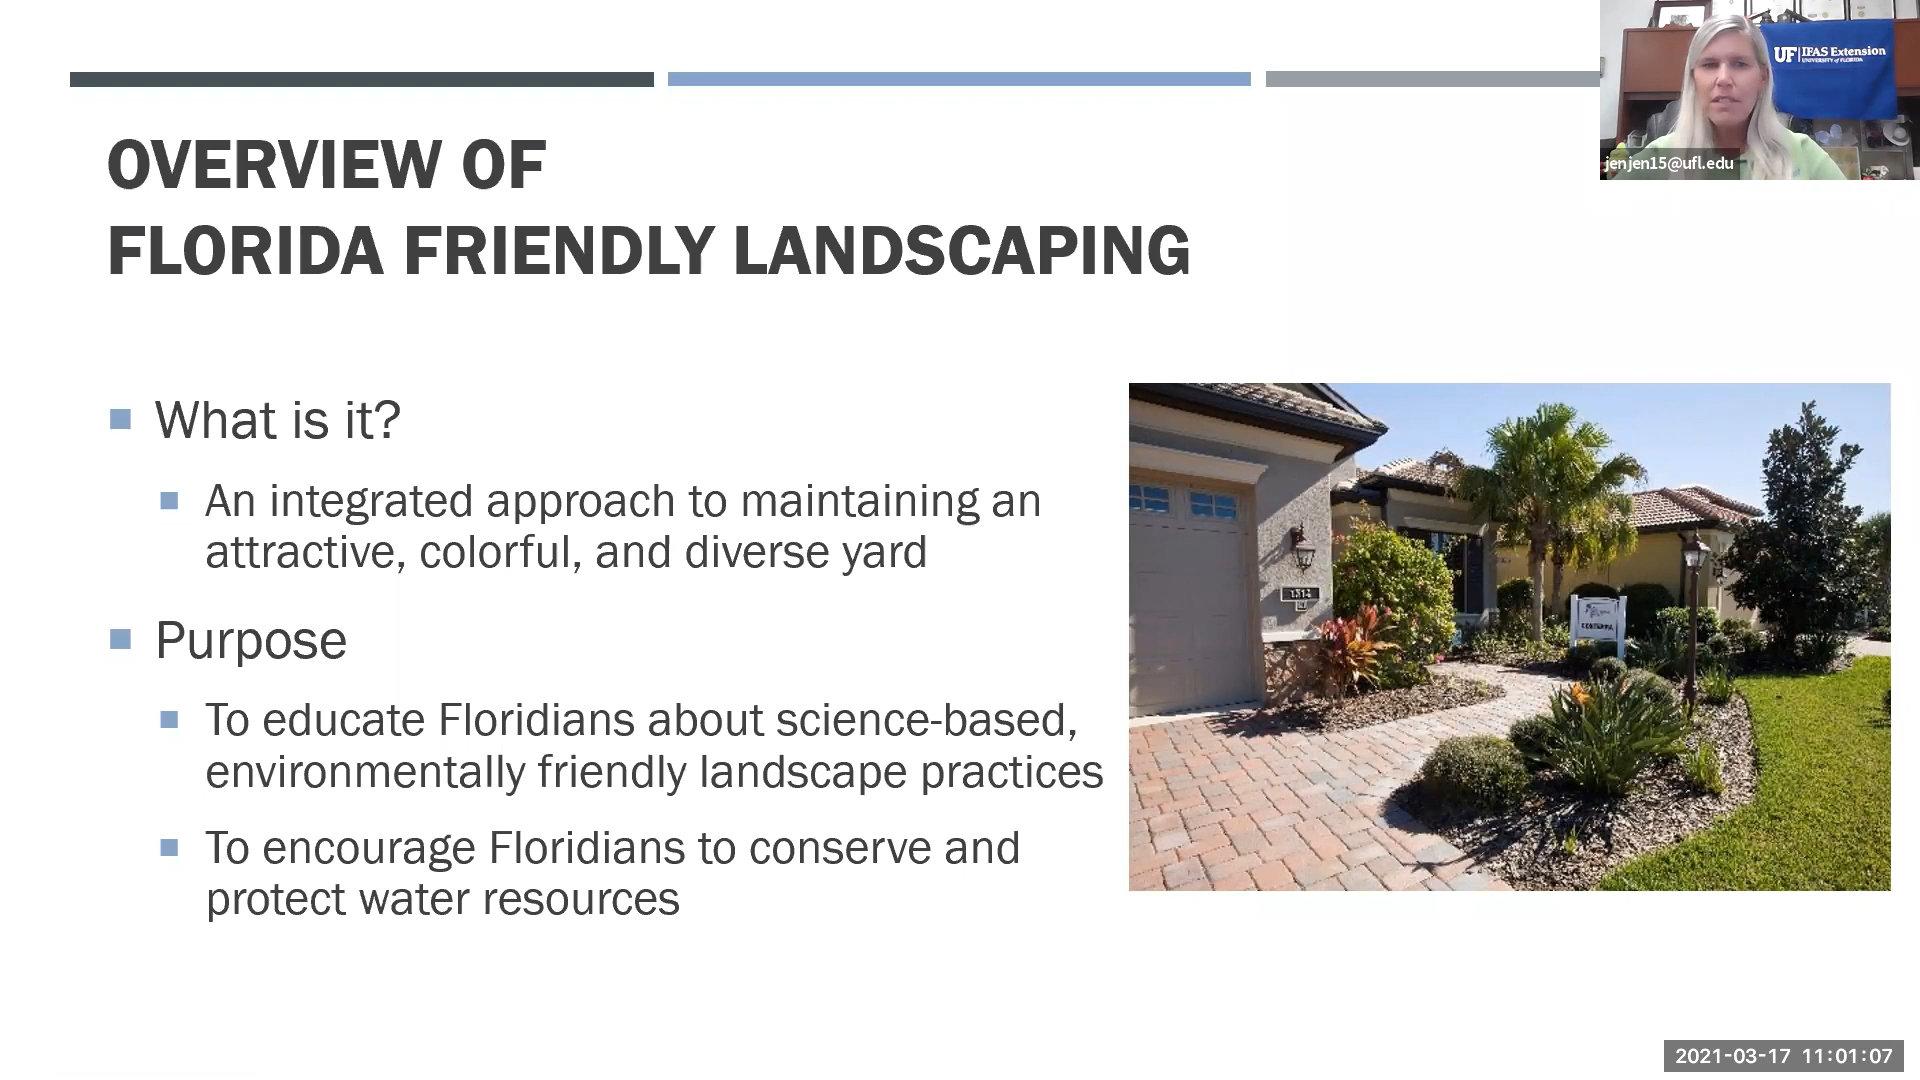 UF IFAS Extension
UNIVERSITY of FLORIDA
jenjen15@ufl.edu
OVERVIEW OF
FLORIDA FRIENDLY LANDSCAPING
What is it?
An integrated approach to maintaining an
attractive, colorful, and diverse yard
Purpose
To educate Floridians about science-based,
environmentally friendly landscape practices
To encourage Floridians to conserve and
protect water resources
2021-03-17 11:01:07